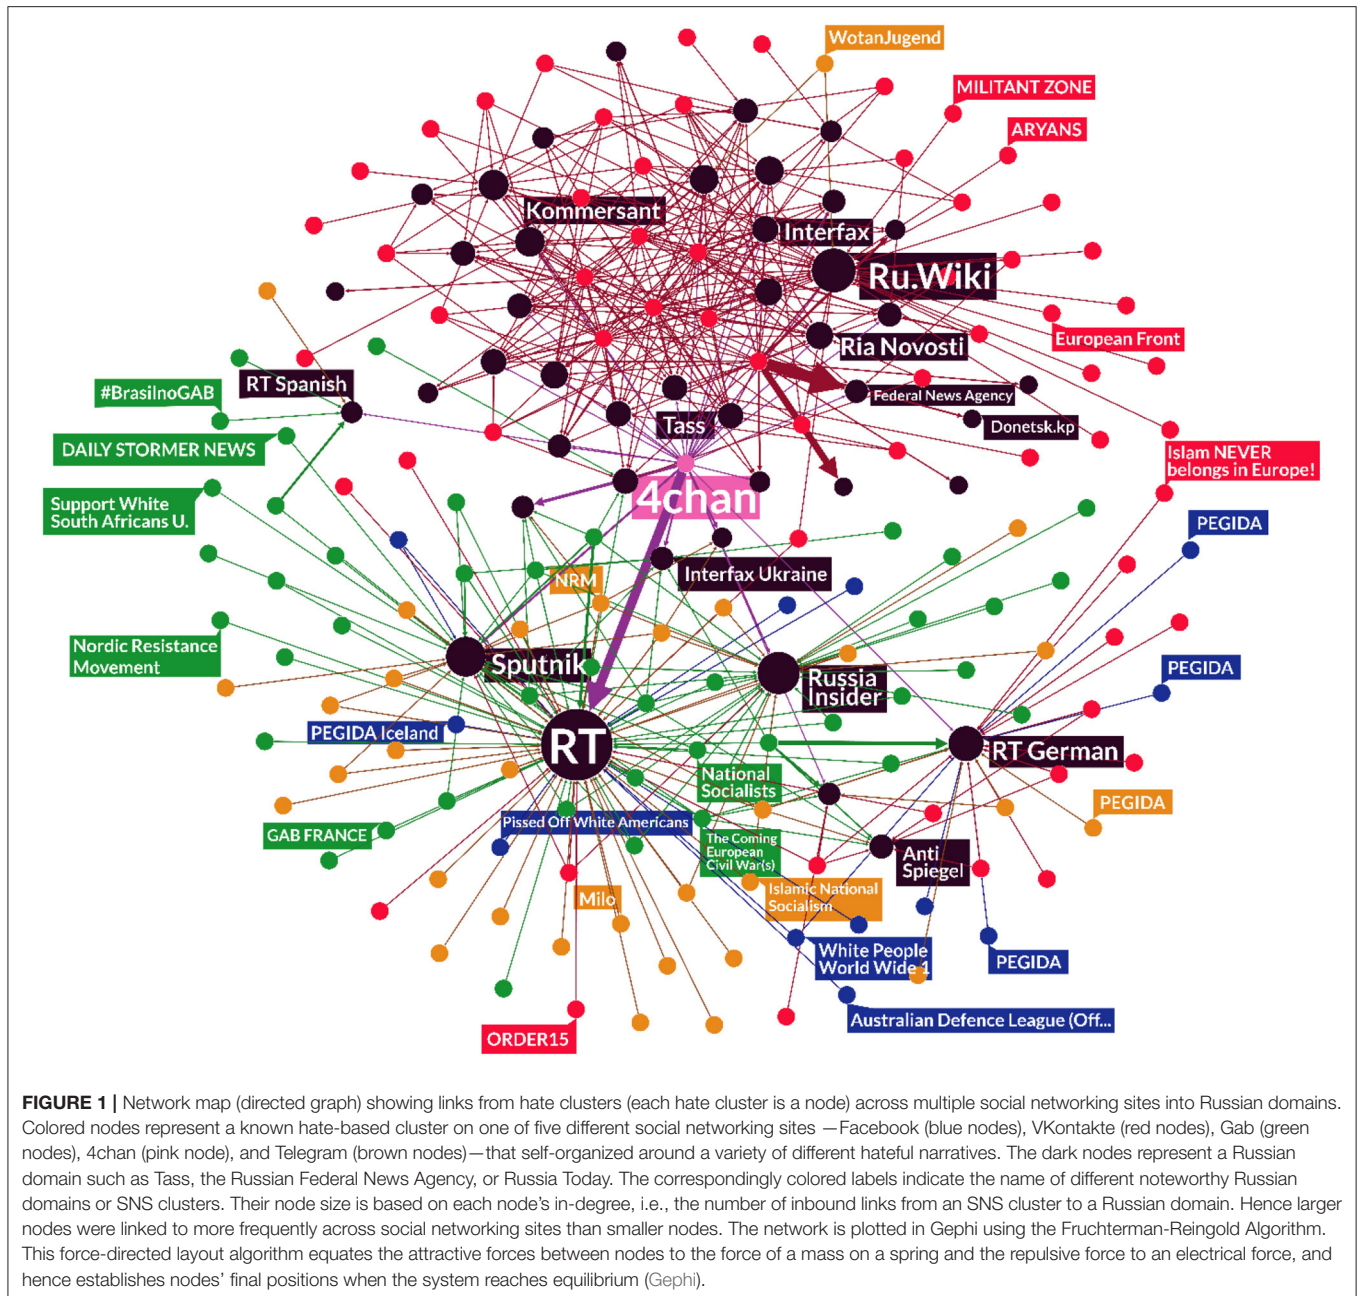 WotanJugend
MILITANT ZONE
ARYANS
Kommersant
Interfax
Ru.Wiki
European Front
Ria Novosti
RT Spanish
#BrasilnoGAB
Federal News Agency
Tass
Donetsk.kp
DAILY STORMER NEWS
Islam NEVER
belongs in Europe!
Support White
South Africans U.
4chan
PEGIDA
Interfax Ukraine
NRM
Nordic Resistance
Movement
Sputnik
Russia
Insider
PEGIDA
PEGIDA Iceland
RT
RT German
National
Socialists
PEGIDA
GAB FRANCE
Pissed Off White Americans
The Coming
European
Civil War(s)
Anti
Spiegel
Milo
Islamic National
Socialism
White People
World Wide 1
PEGIDA
Australian Defence League (Off...
ORDER15
FIGURE 1 | Network map (directed graph) showing links from hate clusters (each hate cluster is a node) across multiple social networking sites into Russian domains.
Colored nodes represent a known hate-based cluster on one of five different social networking sites —Facebook (blue nodes), VKontakte (red nodes), Gab (green
nodes), 4chan (pink node), and Telegram (brown nodes)—that self-organized around a variety of different hateful narratives. The dark nodes represent a Russian
domain such as Tass, the Russian Federal News Agency, or Russia Today. The correspondingly colored labels indicate the name of different noteworthy Russian
domains or SNS clusters. Their node size is based on each node's in-degree, i.e., the number of inbound links from an SNS cluster to a Russian domain. Hence larger
nodes were linked to more frequently across social networking sites than smaller nodes. The network is plotted in Gephi using the Fruchterman-Reingold Algorithm.
This force-directed layout algorithm equates the attractive forces between nodes to the force of a mass on a spring and the repulsive force to an electrical force, and
hence establishes nodes' final positions when the system reaches equilibrium (Gephi).